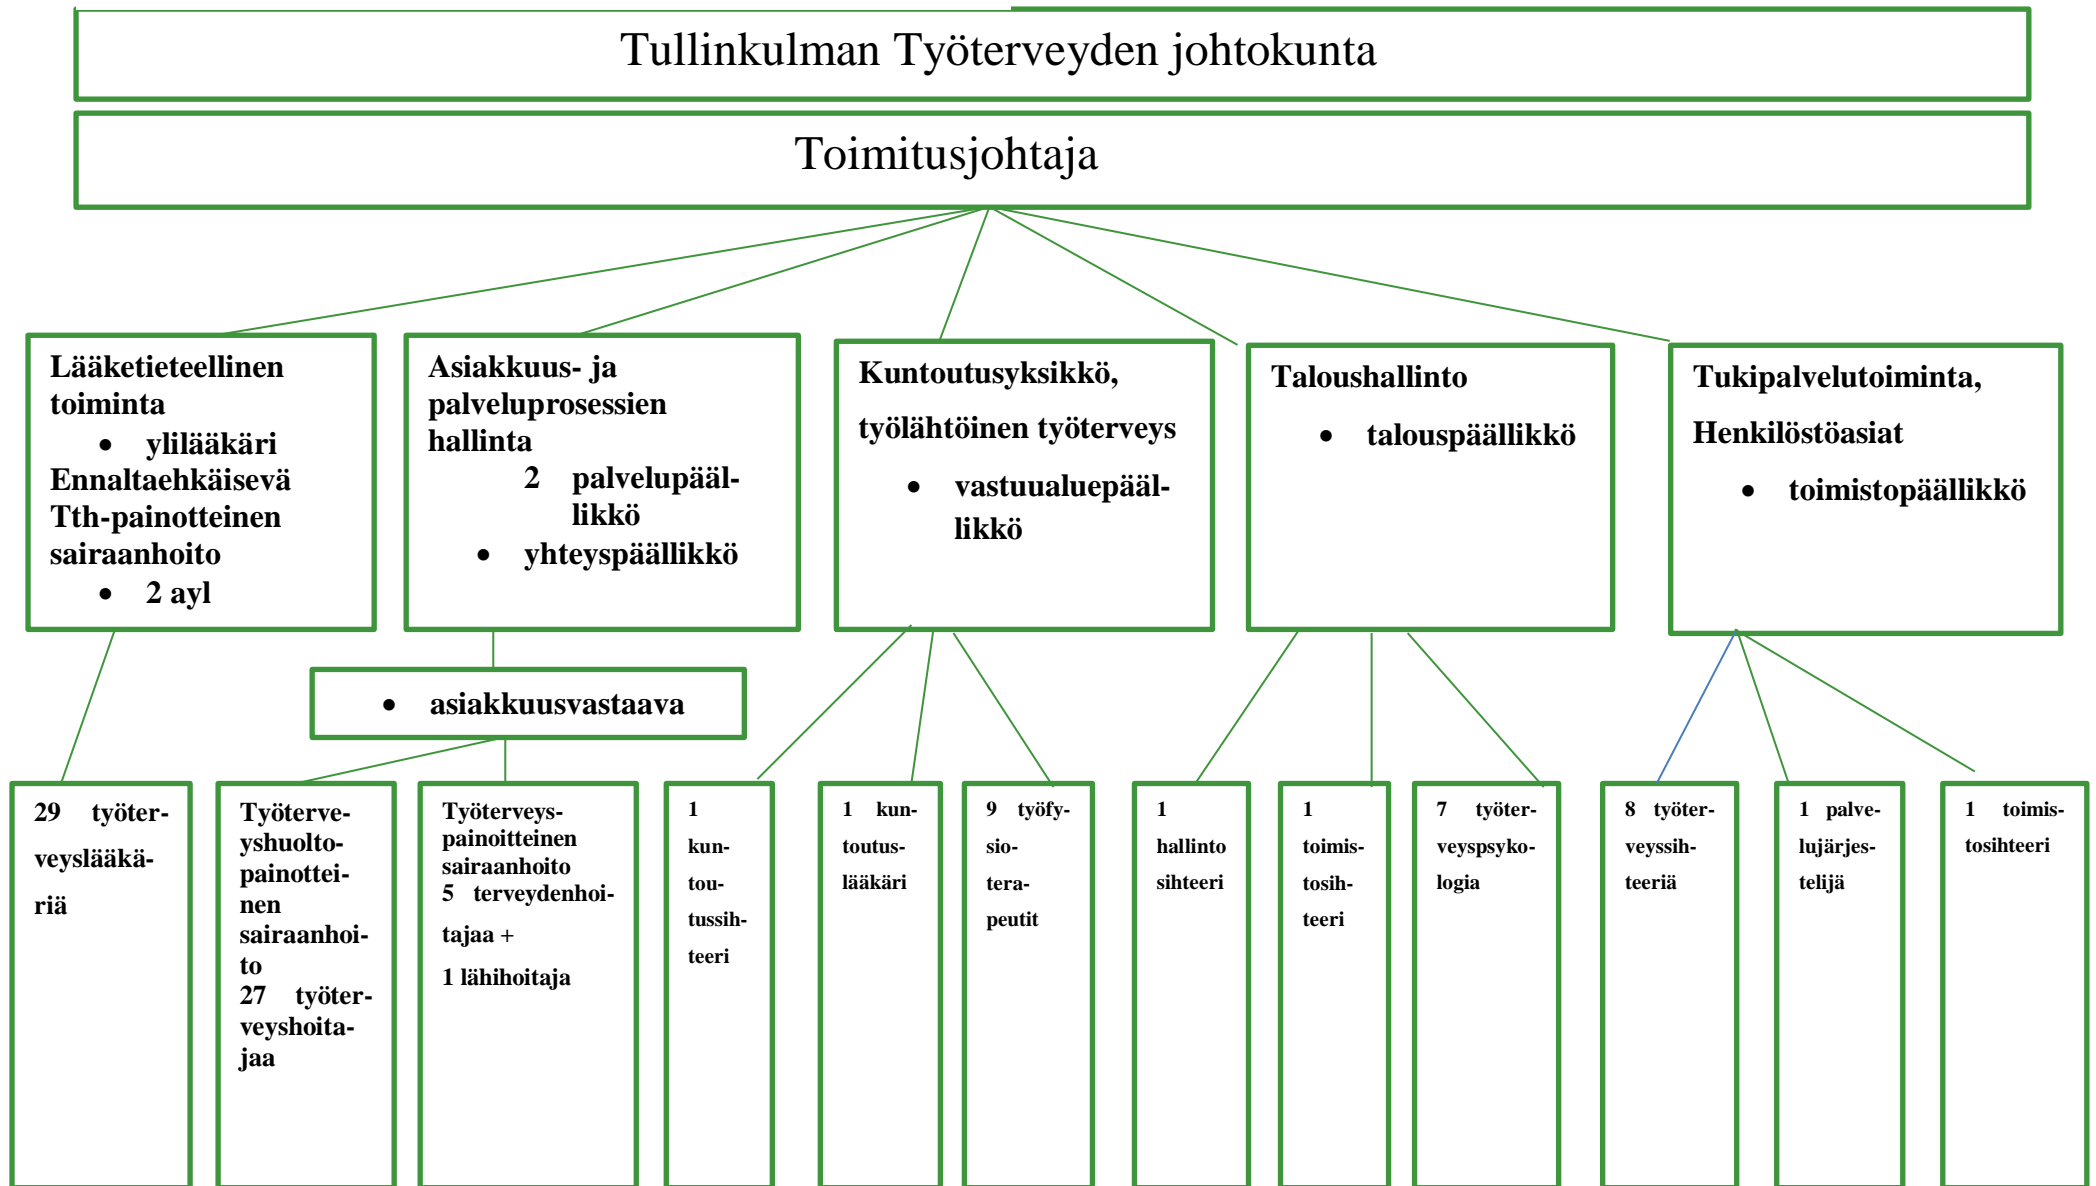 Tullinkulman Työterveyden johtokunta
Toimitusjohtaja
Lääketieteellinen
toiminta
• ylilääkäri
Ennaltaehkäisevä
Tth-painotteinen
sairaanhoito
• 2 ayl
Asiakkuus- ja
palveluprosessien
hallinta
2 palvelupääl-
likkö
• yhteyspäällikkö
Kuntoutusyksikkö,
työlähtöinen työterveys
• vastuualuepääl-
likkö
Taloushallinto
• talouspäällikkö
Tukipalvelutoiminta,
Henkilöstöasiat
• toimistopäällikkö
• asiakkuusvastaava
29 työter-
veyslääkä-
riä
Työterve-
yshuolto-
painottei-
nen
sairaanhoi-
to
27 työter-
veyshoita-
jaa
Työterveys-
painoitteinen
sairaanhoito
5 terveydenhoi-
tajaa +
1 lähihoitaja
1
kun-
tou-
tussih-
teeri
1 kun-
toutus-
lääkäri
9 työfy-
sio-
tera-
peutit
1
hallinto
sihteeri
1
toimis-
tosih-
teeri
7 työter-
veyspsyko-
logia
8 työter-
veyssih-
teeriä
1 palve-
lujärjes-
telijä
1 toimis-
tosihteeri